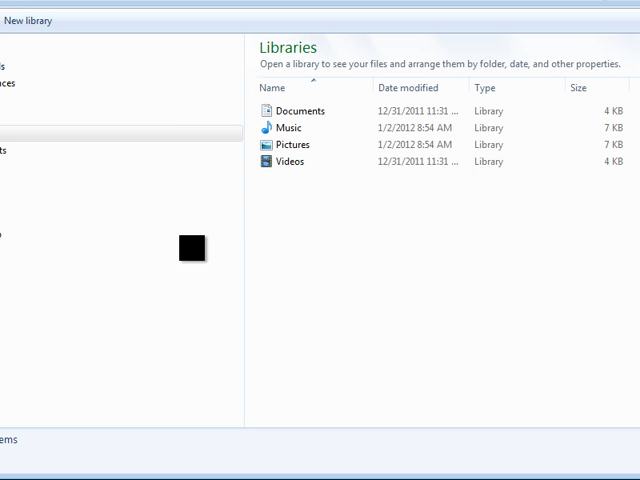 New library
Libraries
Open a library to see your files and arrange them by folder, date, and other properties.
Name Date modified Type Size
Documents 12/31/2011 11:31 ... Library 4 KB
Music 1/2/2012 8:54 AM Library 7 KB
Pictures 1/2/2012 8:54 AM Library 7 KB
Videos 12/31/2011 11:31 ... Library 4 KB